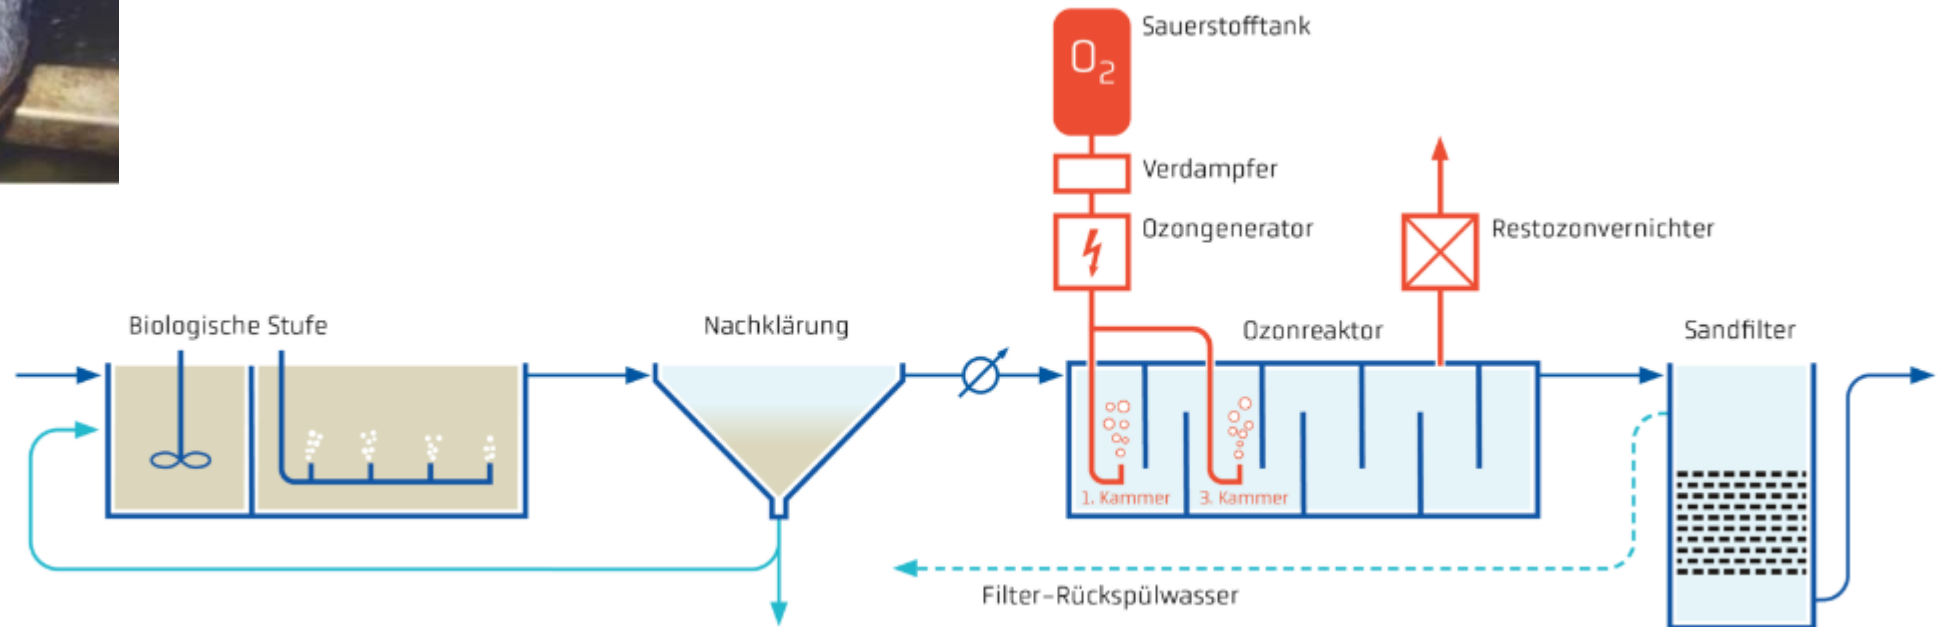 Sauerstofftank
O2
Verdampfer
Ozongenerator
Restozonvernichter
Biologische Stufe
Nachklärung
Ozonreaktor
Sandfilter
1. Kammer
3. Kammer
Filter-Rückspülwasser